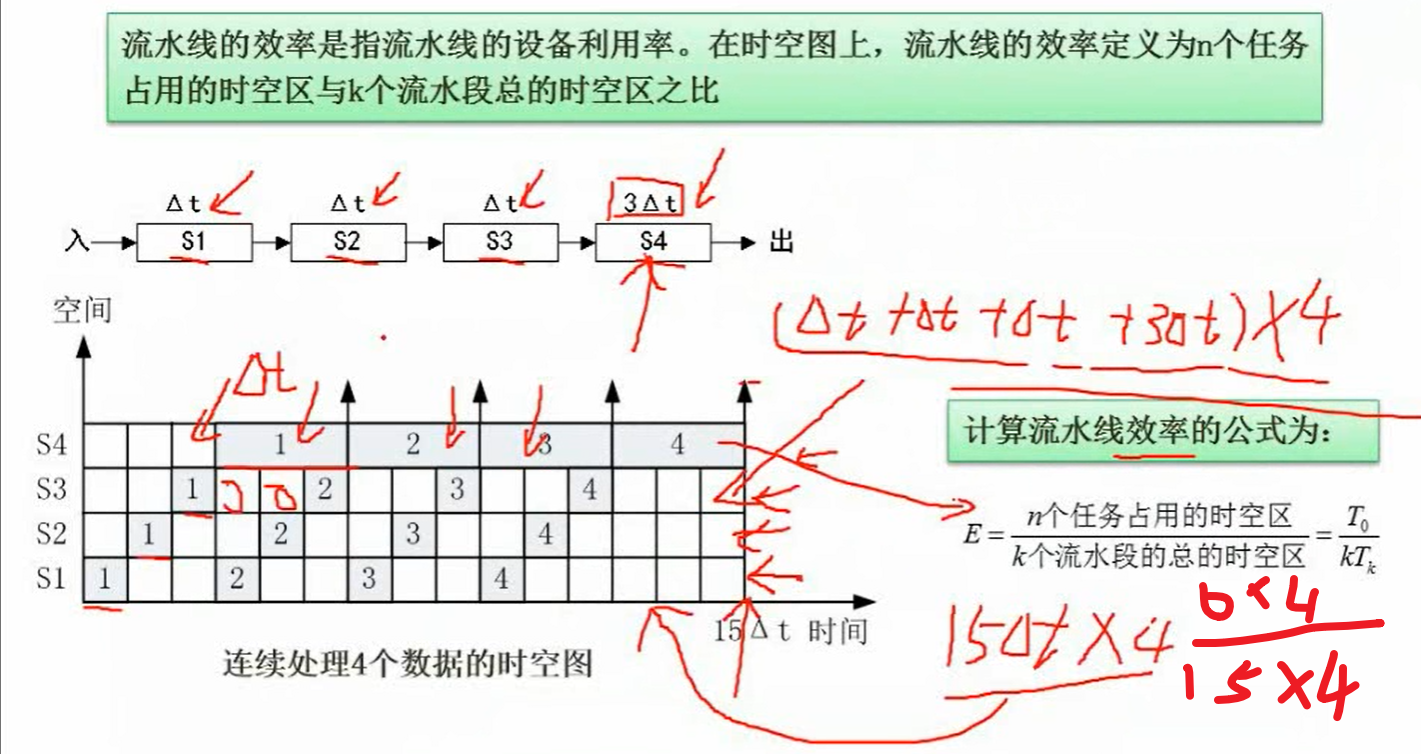 流水线的效率是指流水线的设备利用率。在时空图上，流水线的效率定义为n个任务
占用的时空区与k个流水段总的时空区之比
Δt Δt Δt 3Δt
入 S1 S2 S3 S4 出
空间
(Δt +Δt +Δt +3Δt)×4
Δt
计算流水线效率的公式为：
S4 1 2 3 4
S3 1 2 3 4
S2 1 2 3 4
S1 1 2 3 4
E = n个任务占用的时空区 / k个流水段的总的时空区 = T₀ / kTₖ
15Δt 时间
15Δt×4
6×4
15×4
连续处理4个数据的时空图